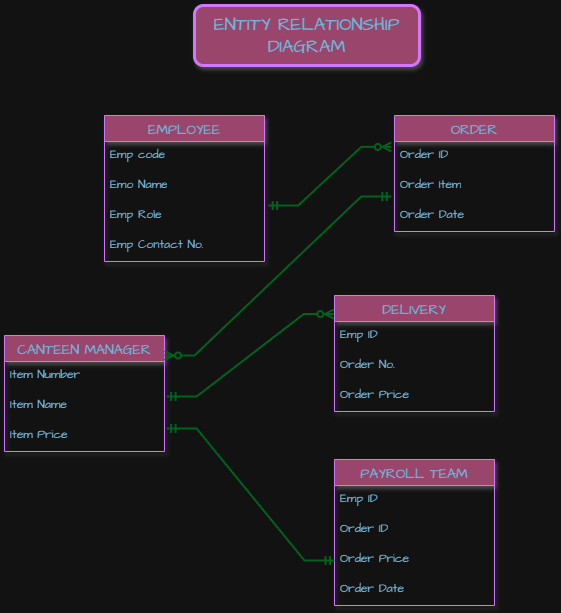 ENTITY RELATIONSHIP
DIAGRAM
EMPLOYEE
Emp code
Emo Name
Emp Role
Emp Contact No.
ORDER
Order ID
Order Item
Order Date
CANTEEN MANAGER
Item Number
Item Name
Item Price
DELIVERY
Emp ID
Order No.
Order Price
PAYROLL TEAM
Emp ID
Order ID
Order Price
Order Date